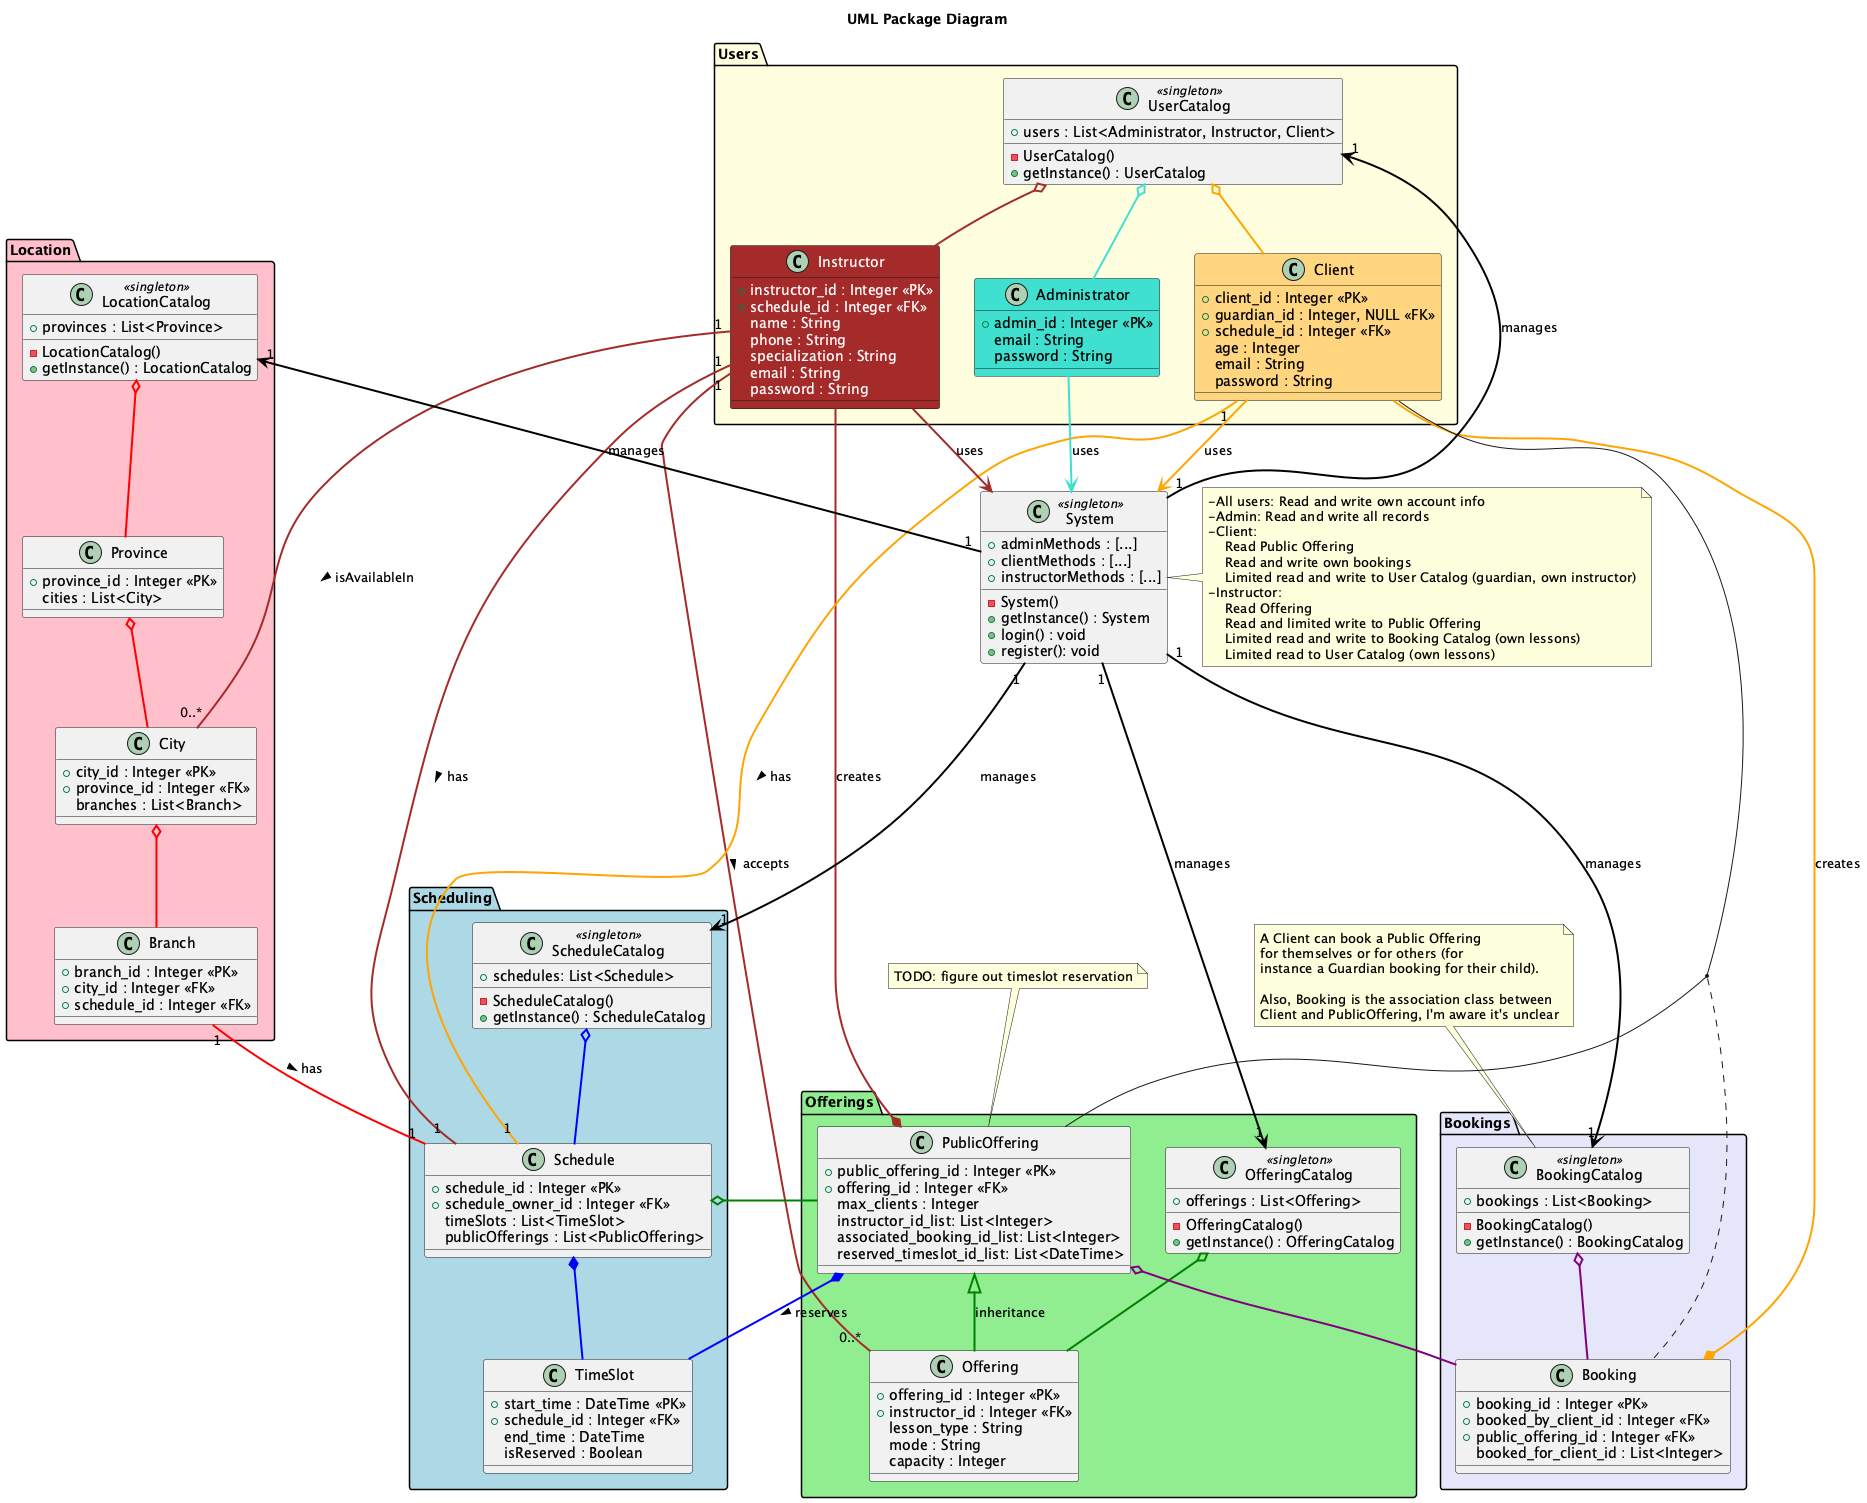 UML Package Diagram
Users
C
«singleton»
UserCatalog
users : List<Administrator, Instructor, Client>
UserCatalog()
getInstance() : UserCatalog
1
manages
C
Instructor
instructor_id : Integer «PK»
schedule_id : Integer «FK»
name : String
phone : String
specialization : String
email : String
password : String
1
1
1
C
Administrator
admin_id : Integer «PK»
email : String
password : String
C
Client
client_id : Integer «PK»
guardian_id : Integer, NULL «FK»
schedule_id : Integer «FK»
age : Integer
email : String
password : String
1
Location
C
«singleton»
LocationCatalog
provinces : List<Province>
LocationCatalog()
getInstance() : LocationCatalog
1
manages
uses
uses
uses
C
Province
province_id : Integer «PK»
cities : List<City>
isAvailableIn
0..*
C
«singleton»
System
adminMethods : [...]
clientMethods : [...]
instructorMethods : [...]
System()
getInstance() : System
login() : void
register(): void
1
1
1
1
1
-All users: Read and write own account info
-Admin: Read and write all records
-Client:
Read Public Offering
Read and write own bookings
Limited read and write to User Catalog (guardian, own instructor)
-Instructor:
Read Offering
Read and limited write to Public Offering
Limited read and write to Booking Catalog (own lessons)
Limited read to User Catalog (own lessons)
C
City
city_id : Integer «PK»
province_id : Integer «FK»
branches : List<Branch>
has
creates
has
manages
accepts
manages
manages
creates
C
Branch
branch_id : Integer «PK»
city_id : Integer «FK»
schedule_id : Integer «FK»
1
has
1
Scheduling
C
«singleton»
ScheduleCatalog
schedules: List<Schedule>
ScheduleCatalog()
getInstance() : ScheduleCatalog
1
TODO: figure out timeslot reservation
A Client can book a Public Offering
for themselves or for others (for
instance a Guardian booking for their child).
Also, Booking is the association class between
Client and PublicOffering, I'm aware it's unclear
1
1
C
Schedule
schedule_id : Integer «PK»
schedule_owner_id : Integer «FK»
timeSlots : List<TimeSlot>
publicOfferings : List<PublicOffering>
Offerings
C
PublicOffering
public_offering_id : Integer «PK»
offering_id : Integer «FK»
max_clients : Integer
instructor_id_list: List<Integer>
associated_booking_id_list: List<Integer>
reserved_timeslot_id_list: List<DateTime>
1
C
«singleton»
OfferingCatalog
offerings : List<Offering>
OfferingCatalog()
getInstance() : OfferingCatalog
Bookings
1
C
«singleton»
BookingCatalog
bookings : List<Booking>
BookingCatalog()
getInstance() : BookingCatalog
reserves
inheritance
0..*
C
TimeSlot
start_time : DateTime «PK»
schedule_id : Integer «FK»
end_time : DateTime
isReserved : Boolean
C
Offering
offering_id : Integer «PK»
instructor_id : Integer «FK»
lesson_type : String
mode : String
capacity : Integer
C
Booking
booking_id : Integer «PK»
booked_by_client_id : Integer «FK»
public_offering_id : Integer «FK»
booked_for_client_id : List<Integer>